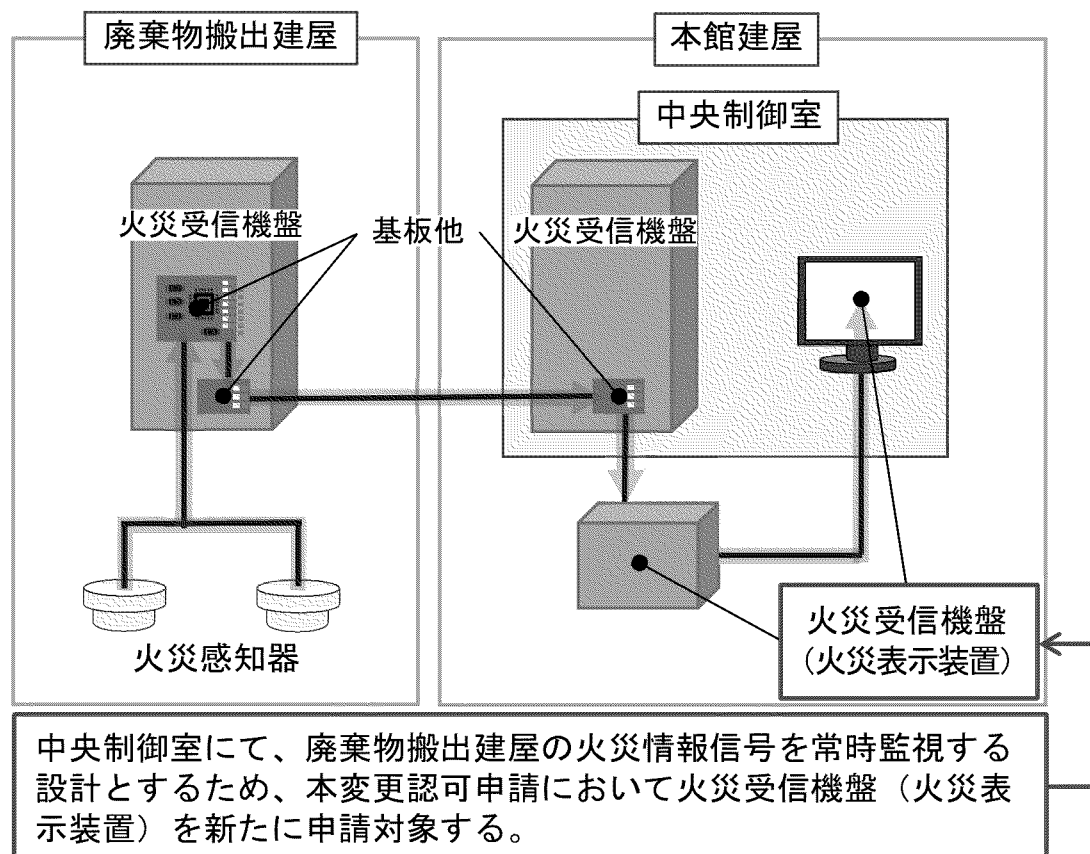 廃棄物搬出建屋
本館建屋
中央制御室
火災受信機盤
基板他
火災受信機盤
火災感知器
火災受信機盤
（火災表示装置）
中央制御室にて、廃棄物搬出建屋の火災情報信号を常時監視する
設計とするため、本変更認可申請において火災受信機盤（火災表
示装置）を新たに申請対象する。